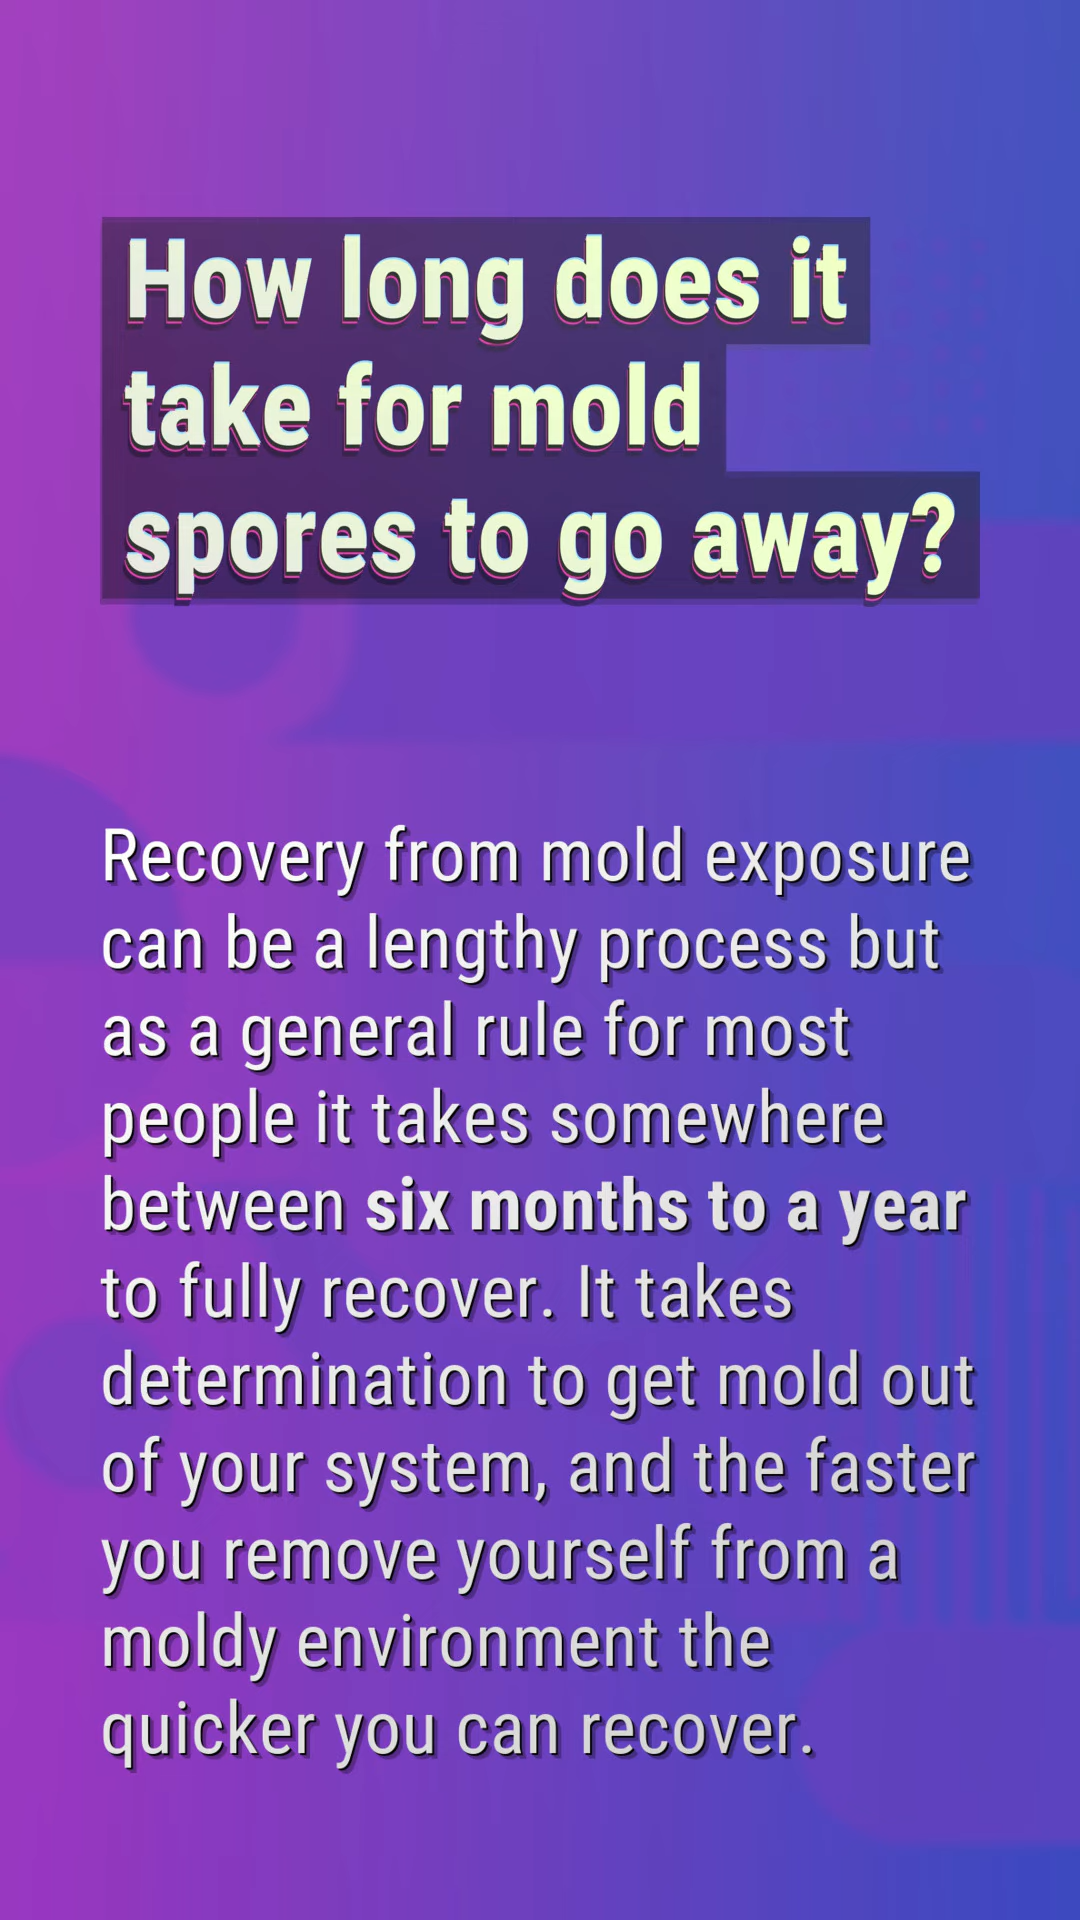 How long does it
take for mold
spores to go away?
Recovery from mold exposure
can be a lengthy process but
as a general rule for most
people it takes somewhere
between six months to a year
to fully recover. It takes
determination to get mold out
of your system, and the faster
you remove yourself from a
moldy environment the
quicker you can recover.